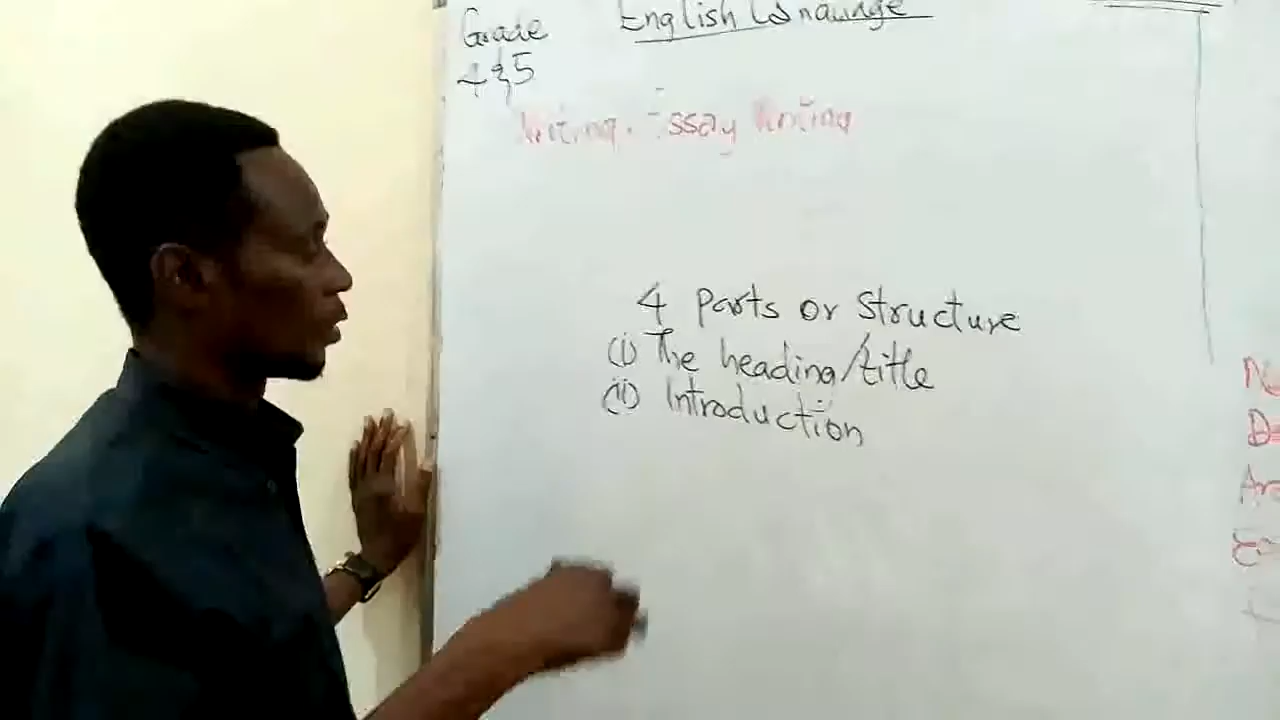 Grade
4 & 5
English Language
Writing: Essay Writing
4 Parts or Structure
(i) The heading/title
(ii) Introduction